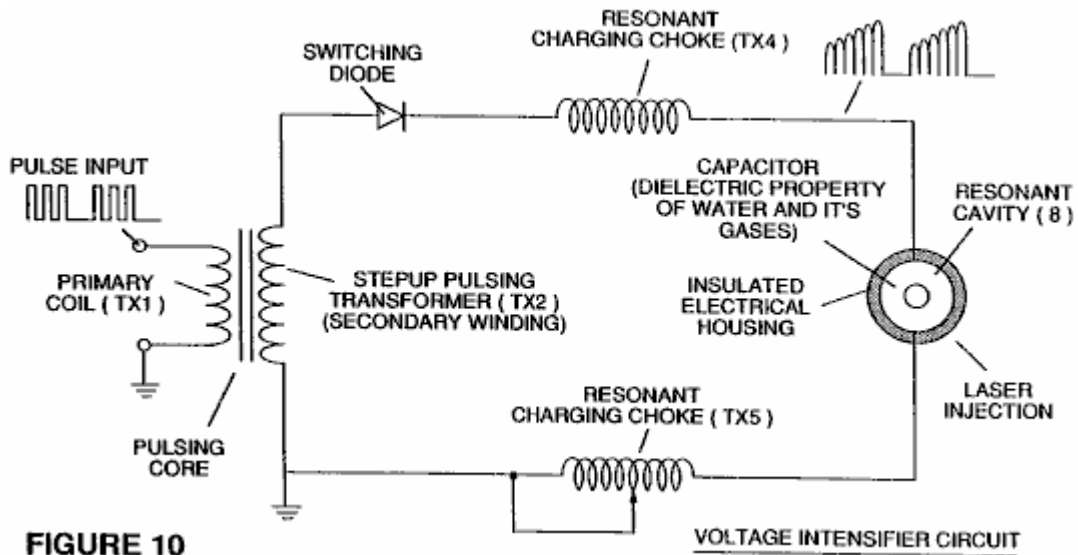 RESONANT
CHARGING CHOKE (TX4 )
SWITCHING
DIODE
PULSE INPUT
CAPACITOR
(DIELECTRIC PROPERTY
OF WATER AND IT'S
GASES)
RESONANT
CAVITY ( 8 )
PRIMARY
COIL ( TX1 )
STEPUP PULSING
TRANSFORMER ( TX2 )
(SECONDARY WINDING)
INSULATED
ELECTRICAL
HOUSING
LASER
INJECTION
RESONANT
CHARGING CHOKE ( TX5 )
PULSING
CORE
FIGURE 10
VOLTAGE INTENSIFIER CIRCUIT